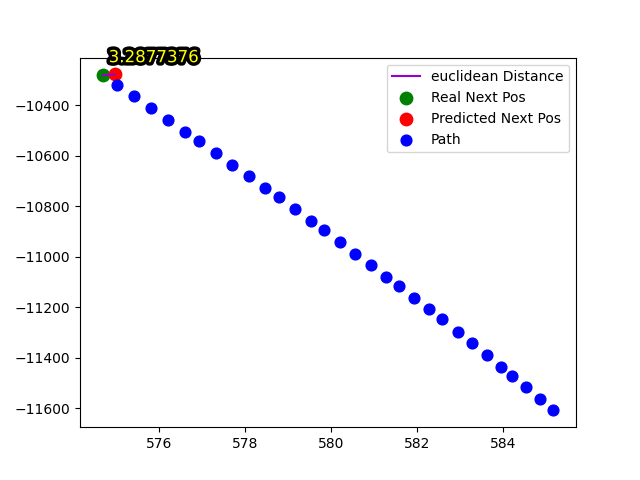 3.2877376
euclidean Distance
Real Next Pos
Predicted Next Pos
Path
−10400
−10600
−10800
−11000
−11200
−11400
−11600
576 578 580 582 584